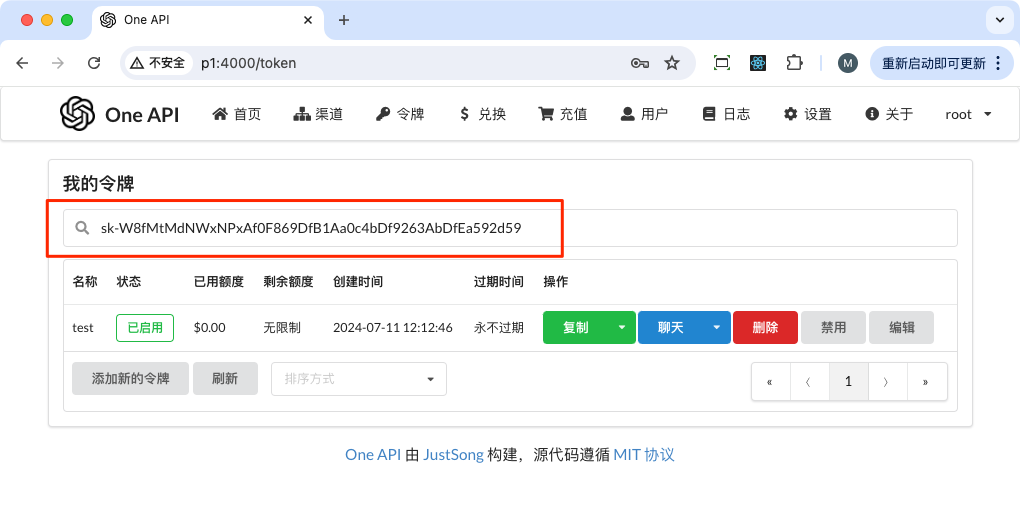 One API
不安全 p1:4000/token M 重新启动即可更新
One API 首页 渠道 令牌 兑换 充值 用户 日志 设置 关于 root
我的令牌
sk-W8fMtMdNWxNPxAf0F869DfB1Aa0c4bDf9263AbDfEa592d59
名称 状态 已用额度 剩余额度 创建时间 过期时间 操作
test 已启用 $0.00 无限制 2024-07-11 12:12:46 永不过期 复制 聊天 删除 禁用 编辑
添加新的令牌 刷新 排序方式 « 〈 1 〉 »
One API 由 JustSong 构建，源代码遵循 MIT 协议